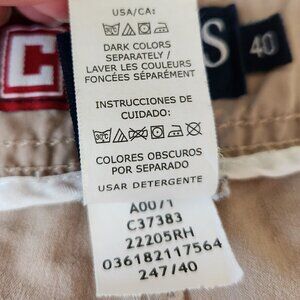 USA/CA:
DARK COLORS
SEPARATELY /
LAVER LES COULEURS
FONCÉES SÉPARÉMENT
INSTRUCCIONES DE
CUIDADO:
COLORES OBSCUROS
POR SEPARADO
USAR DETERGENTE
A0071
C37383
22205RH
036182117564
247/40
C
S
40